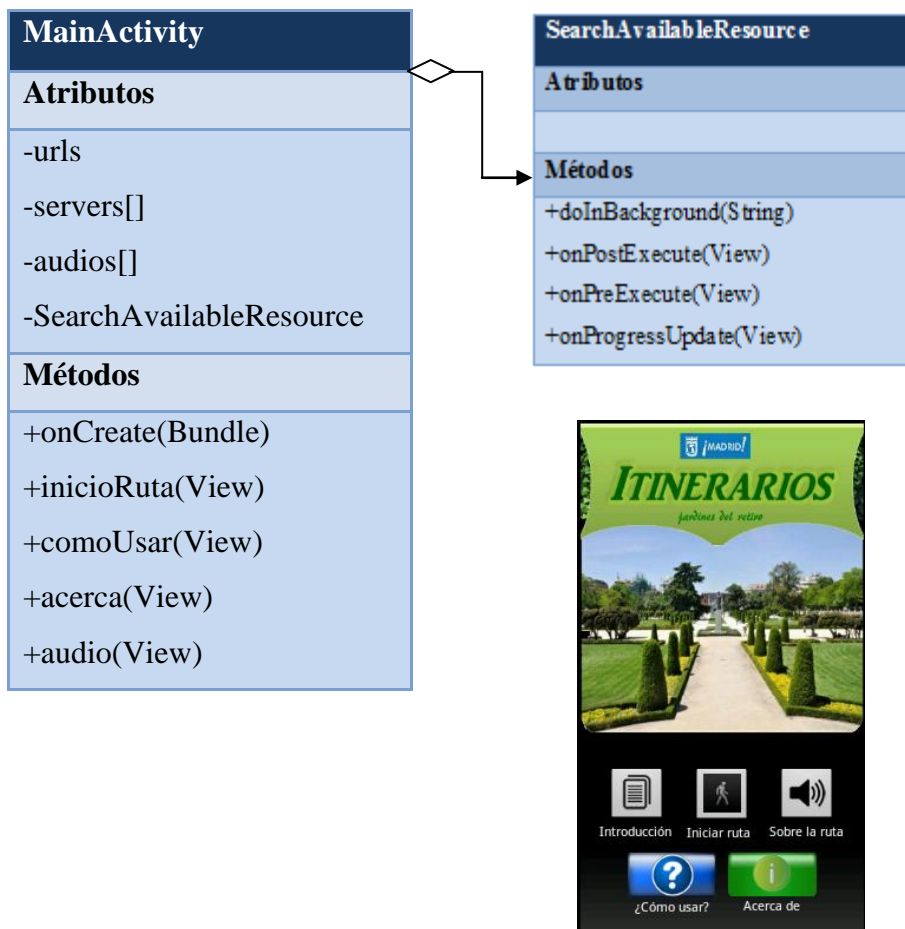 MainActivity
Atributos
-urls
-servers[]
-audios[]
-SearchAvailableResource
Métodos
+onCreate(Bundle)
+inicioRuta(View)
+comoUsar(View)
+acerca(View)
+audio(View)
SearchAvailableResource
Atributos
Métodos
+doInBackground(String)
+onPostExecute(View)
+onPreExecute(View)
+onProgressUpdate(View)
¡MADRID!
ITINERARIOS
jardines del retiro
Introducción Iniciar ruta Sobre la ruta
¿Cómo usar? Acerca de